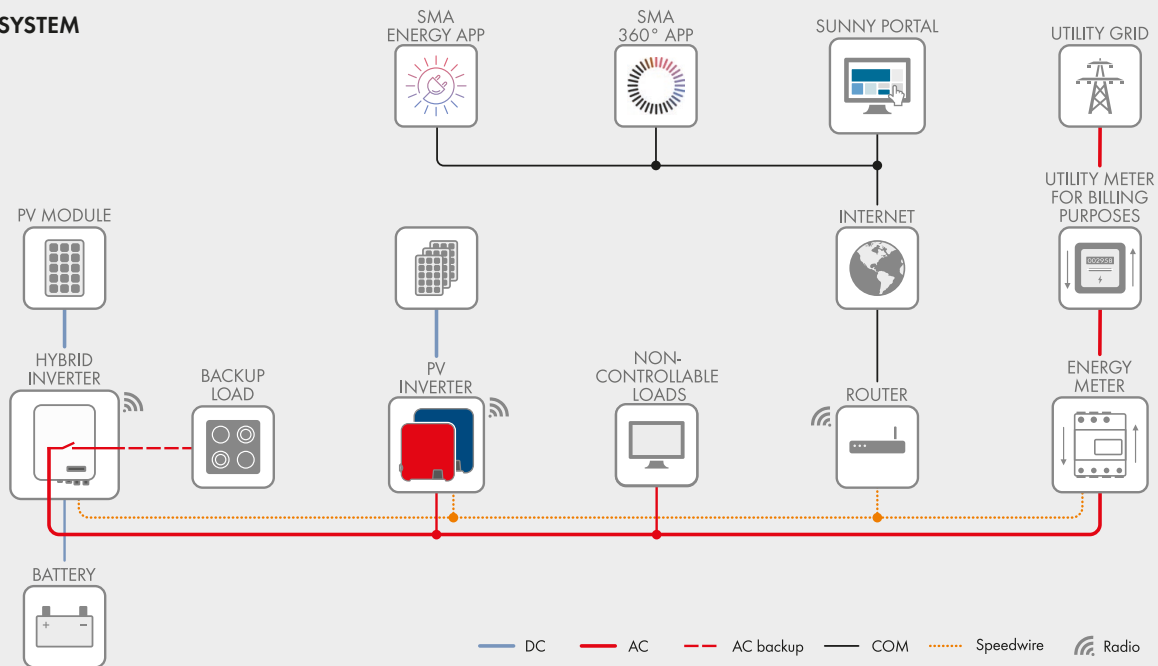 SYSTEM
SMA
ENERGY APP
SMA
360° APP
SUNNY PORTAL
UTILITY GRID
UTILITY METER
FOR BILLING
PURPOSES
PV MODULE
INTERNET
002958
HYBRID
INVERTER
BACKUP
LOAD
PV
INVERTER
NON-
CONTROLLABLE
LOADS
ROUTER
ENERGY
METER
BATTERY
+ −
DC
AC
AC backup
COM
Speedwire
Radio